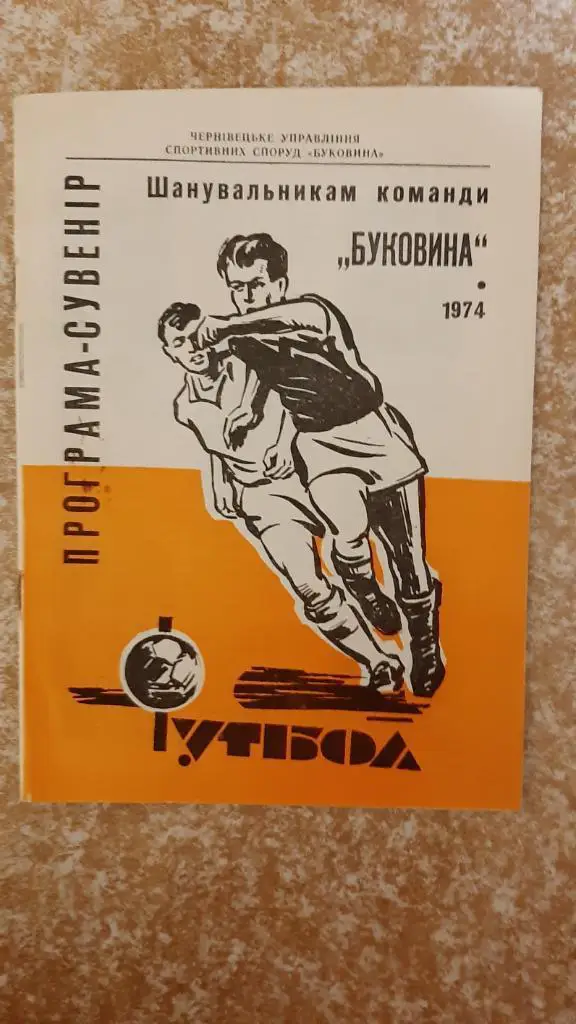 ЧЕРНІВЕЦЬКЕ УПРАВЛІННЯ
СПОРТИВНИХ СПОРУД «БУКОВИНА»
Шанувальникам команди
„БУКОВИНА“
1974
ПРОГРАМА-СУВЕНІР
ФУТБОЛ